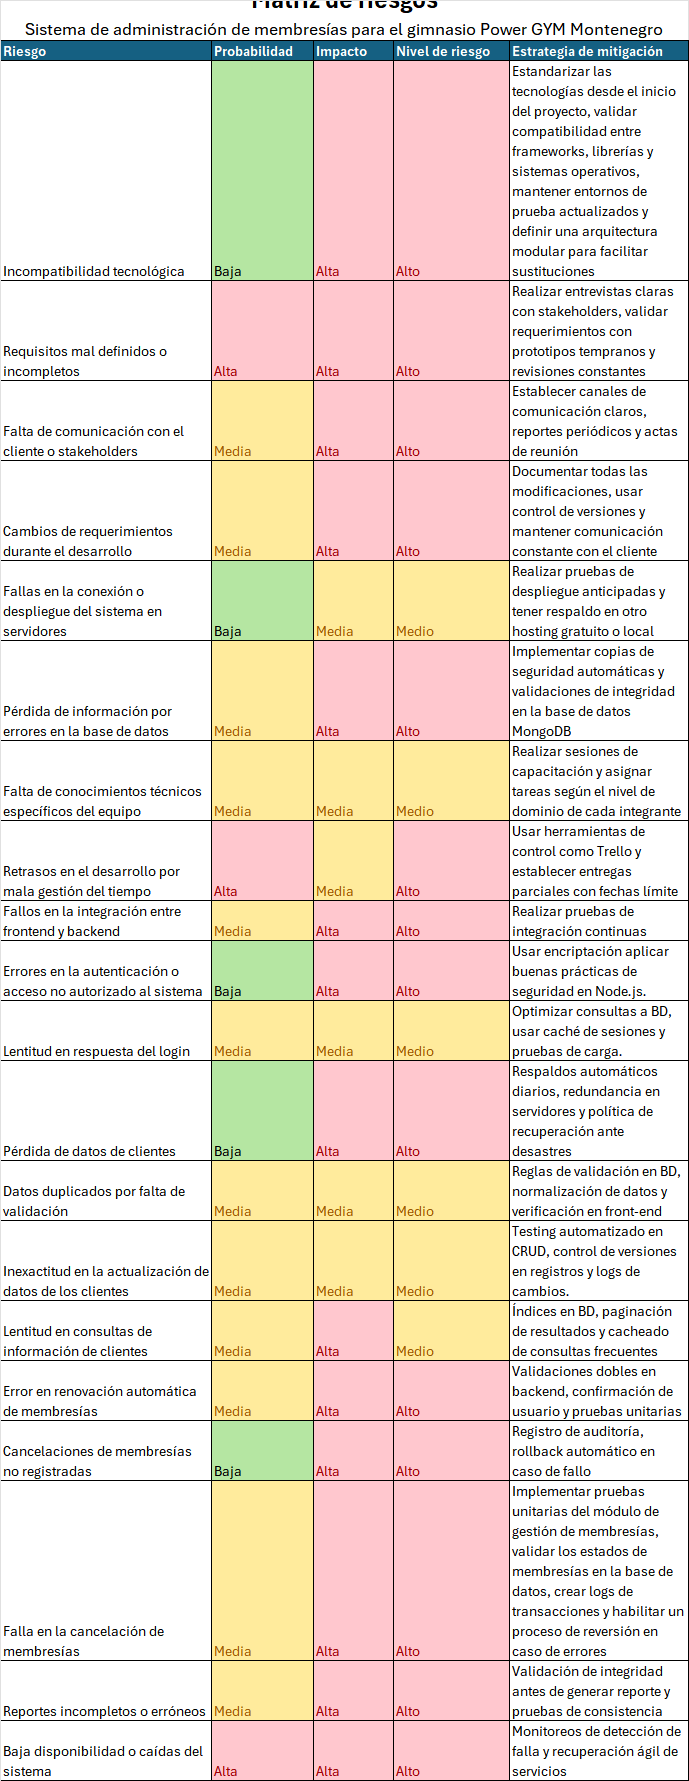 Matriz de riesgos
Sistema de administración de membresías para el gimnasio Power GYM Montenegro
Riesgo Probabilidad Impacto Nivel de riesgo Estrategia de mitigación
Estandarizar las
tecnologías desde el inicio
del proyecto, validar
compatibilidad entre
frameworks, librerías y
sistemas operativos,
mantener entornos de
prueba actualizados y
definir una arquitectura
modular para facilitar
Incompatibilidad tecnológica Baja Alta Alto sustituciones
Realizar entrevistas claras
con stakeholders, validar
requerimientos con
Requisitos mal definidos o prototipos tempranos y
incompletos Alta Alta Alto revisiones constantes
Establecer canales de
comunicación claros,
Falta de comunicación con el reportes periódicos y actas
cliente o stakeholders Media Alta Alto de reunión
Documentar todas las
modificaciones, usar
control de versiones y
Cambios de requerimientos mantener comunicación
durante el desarrollo Media Alta Alto constante con el cliente
Realizar pruebas de
Fallas en la conexión o despliegue anticipadas y
despliegue del sistema en tener respaldo en otro
servidores Baja Media Medio hosting gratuito o local
Implementar copias de
seguridad automáticas y
validaciones de integridad
Pérdida de información por en la base de datos
errores en la base de datos Media Alta Alto MongoDB
Realizar sesiones de
capacitación y asignar
Falta de conocimientos técnicos tareas según el nivel de
específicos del equipo Media Media Medio dominio de cada integrante
Usar herramientas de
control como Trello y
Retrasos en el desarrollo por establecer entregas
mala gestión del tiempo Alta Media Alto parciales con fechas límite
Fallos en la integración entre Realizar pruebas de
frontend y backend Media Alta Alto integración continuas
Usar encriptación aplicar
Errores en la autenticación o buenas prácticas de
acceso no autorizado al sistema Baja Alta Alto seguridad en Node.js.
Optimizar consultas a BD,
usar caché de sesiones y
Lentitud en respuesta del login Media Media Medio pruebas de carga.
Respaldos automáticos
diarios, redundancia en
servidores y política de
recuperación ante
Pérdida de datos de clientes Baja Alta Alto desastres
Reglas de validación en BD,
Datos duplicados por falta de normalización de datos y
validación Media Media Medio verificación en front-end
Testing automatizado en
CRUD, control de versiones
Inexactitud en la actualización de en registros y logs de
datos de los clientes Media Media Medio cambios.
Índices en BD, paginación
Lentitud en consultas de de resultados y cacheado
información de clientes Media Alta Medio de consultas frecuentes
Validaciones dobles en
Error en renovación automática backend, confirmación de
de membresías Media Alta Alto usuario y pruebas unitarias
Registro de auditoría,
Cancelaciones de membresías rollback automático en
no registradas Baja Alta Alto caso de fallo
Implementar pruebas
unitarias del módulo de
gestión de membresías,
validar los estados de
membresías en la base de
datos, crear logs de
transacciones y habilitar un
Falla en la cancelación de proceso de reversión en
membresías Media Alta Alto caso de errores
Validación de integridad
antes de generar reporte y
Reportes incompletos o erróneos Media Alta Alto pruebas de consistencia
Monitoreos de detección de
Baja disponibilidad o caídas del falla y recuperación ágil de
sistema Alta Alta Alto servicios